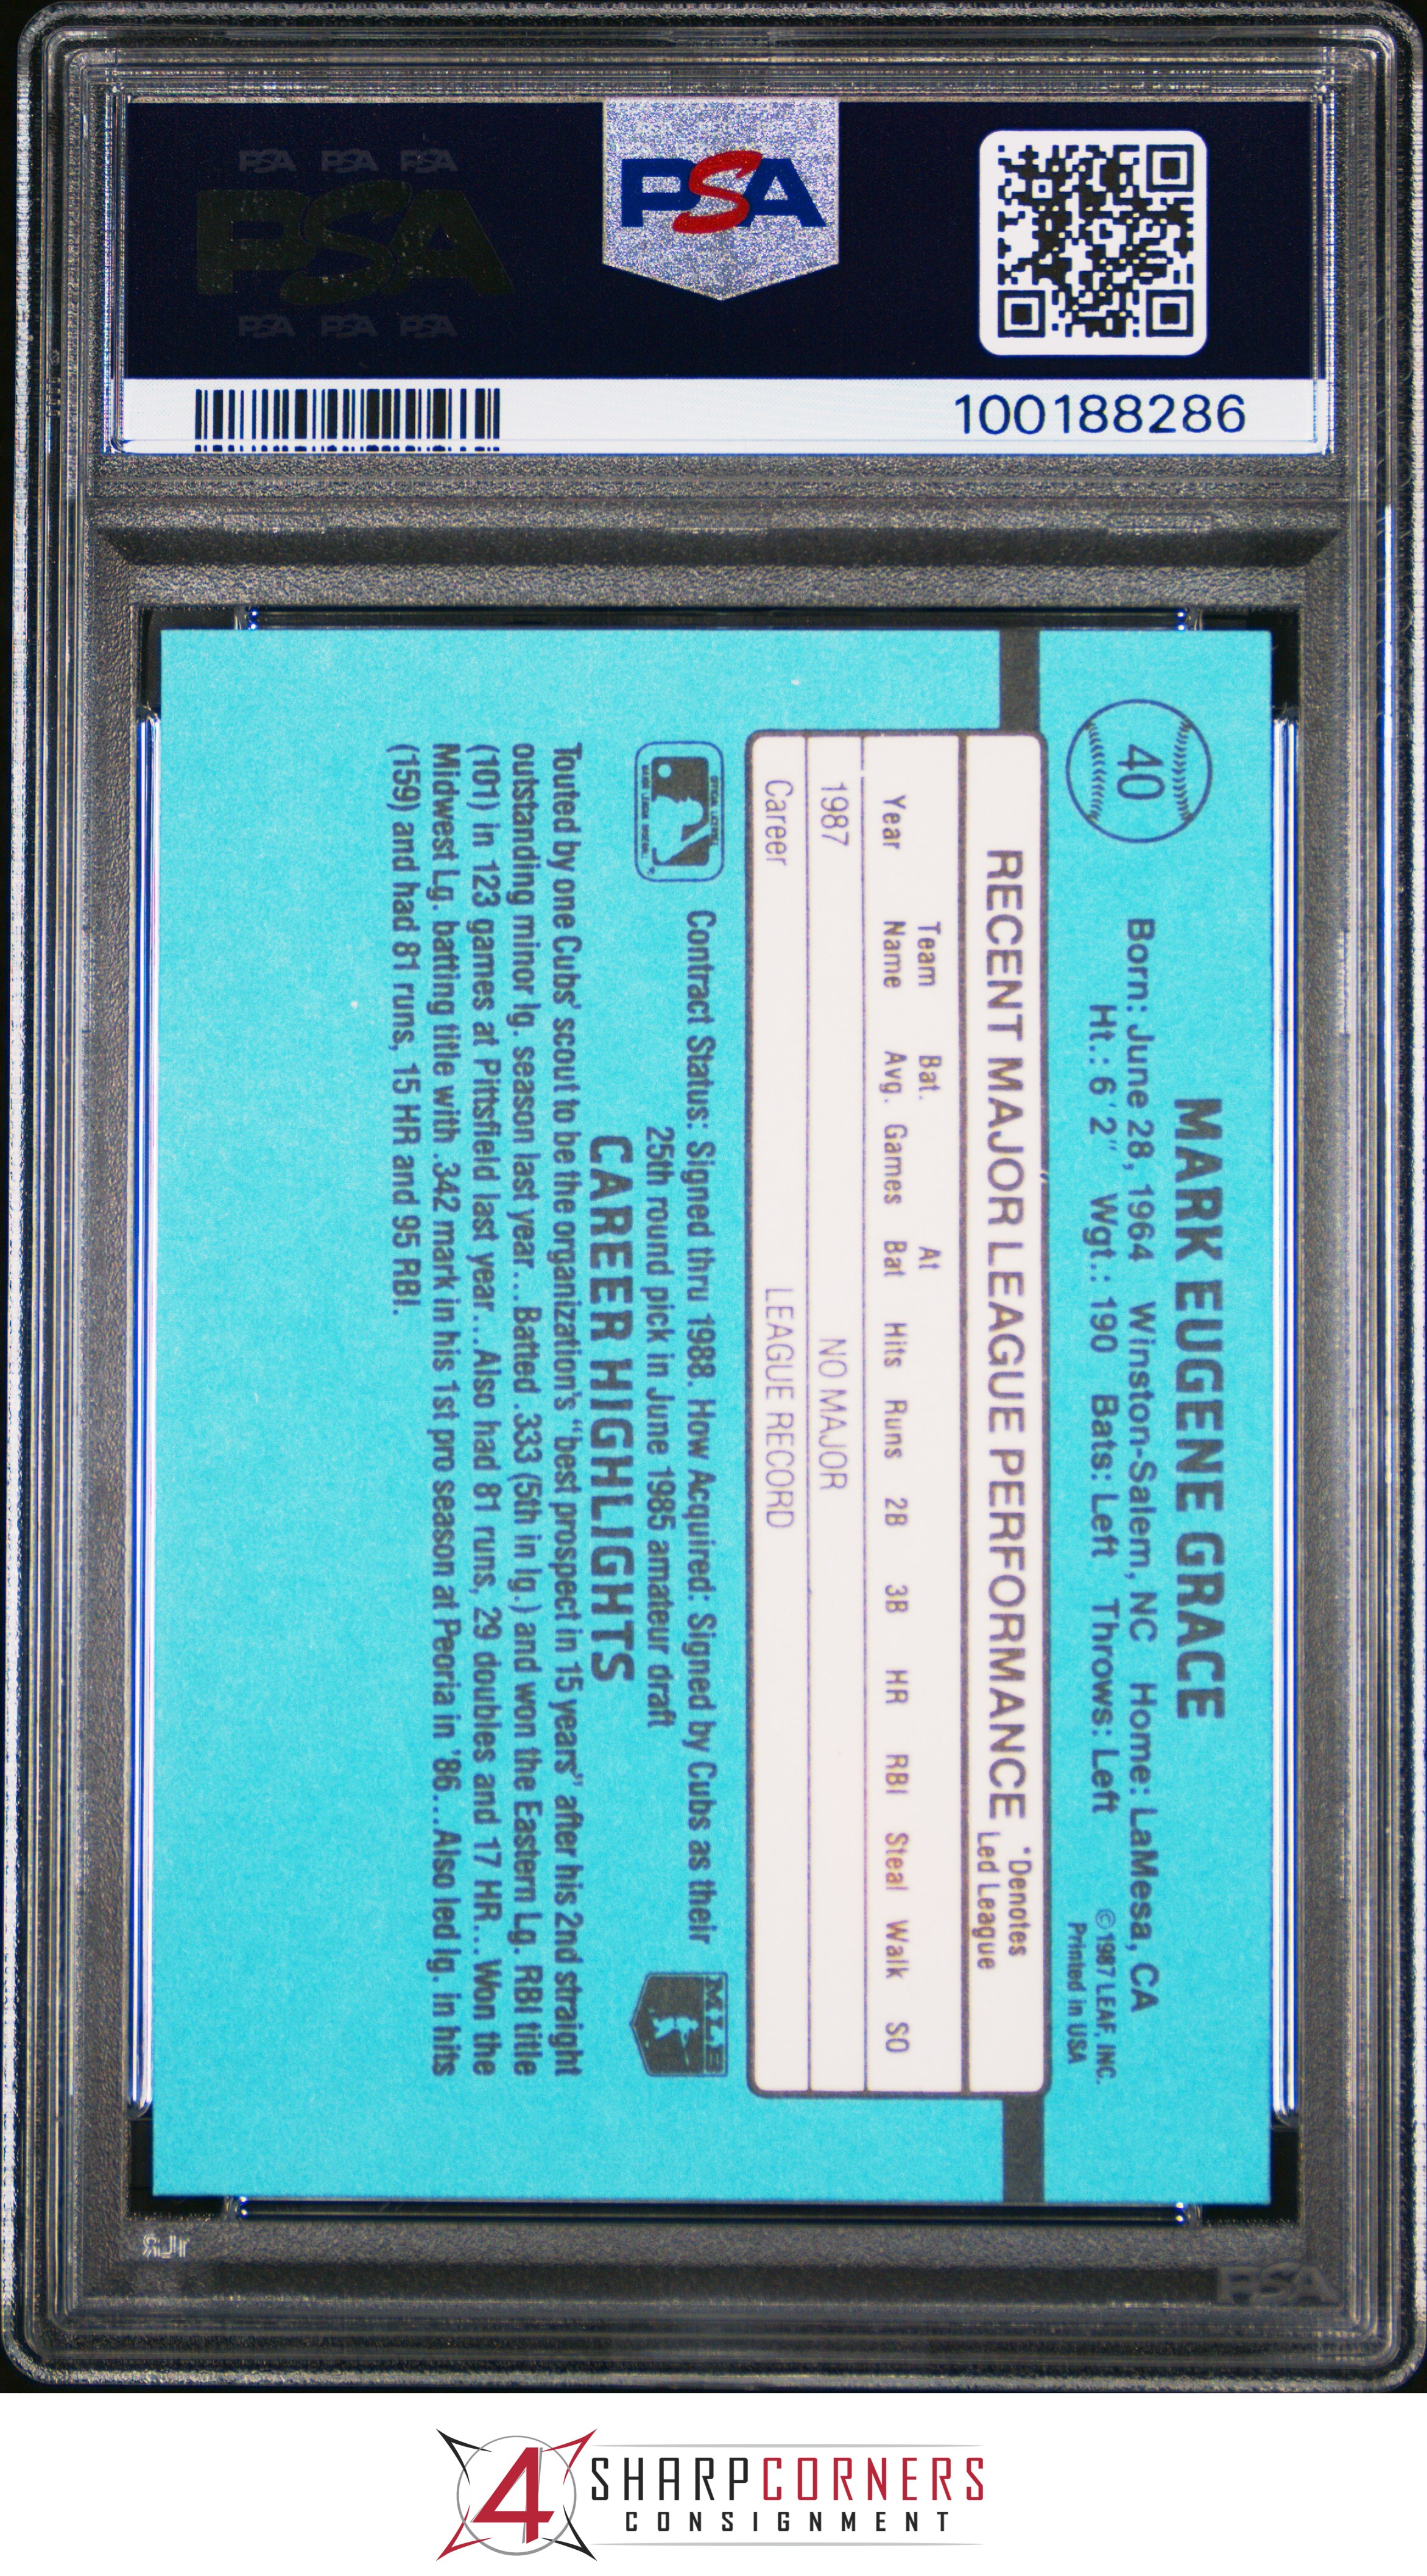 PSA PSA PSA
PSA
PSA PSA PSA
PSA
100188286
40
MARK EUGENE GRACE
Born: June 28, 1964 Winston-Salem, NC Home: LaMesa, CA
Ht.: 6'2" Wgt.: 190 Bats: Left Throws: Left
©1987 LEAF, INC.
Printed in USA
RECENT MAJOR LEAGUE PERFORMANCE
*Denotes
Led League
Team Bat. At
Year Name Avg. Games Bat Hits Runs 2B 3B HR RBI Steal Walk SO
1987 NO MAJOR
Career LEAGUE RECORD
Contract Status: Signed thru 1988. How Acquired: Signed by Cubs as their
25th round pick in June 1985 amateur draft
MLB
CAREER HIGHLIGHTS
Touted by one Cubs' scout to be the organization's "best prospect in 15 years" after his 2nd straight
outstanding minor lg. season last year...Batted .333 (5th in lg.) and won the Eastern Lg. RBI title
(101) in 123 games at Pittsfield last year...Also had 81 runs, 29 doubles and 17 HR...Won the
Midwest Lg. batting title with .342 mark in his 1st pro season at Peoria in '86...Also led lg. in hits
(159) and had 81 runs, 15 HR and 95 RBI.
PSA
4 SHARPCORNERS
CONSIGNMENT